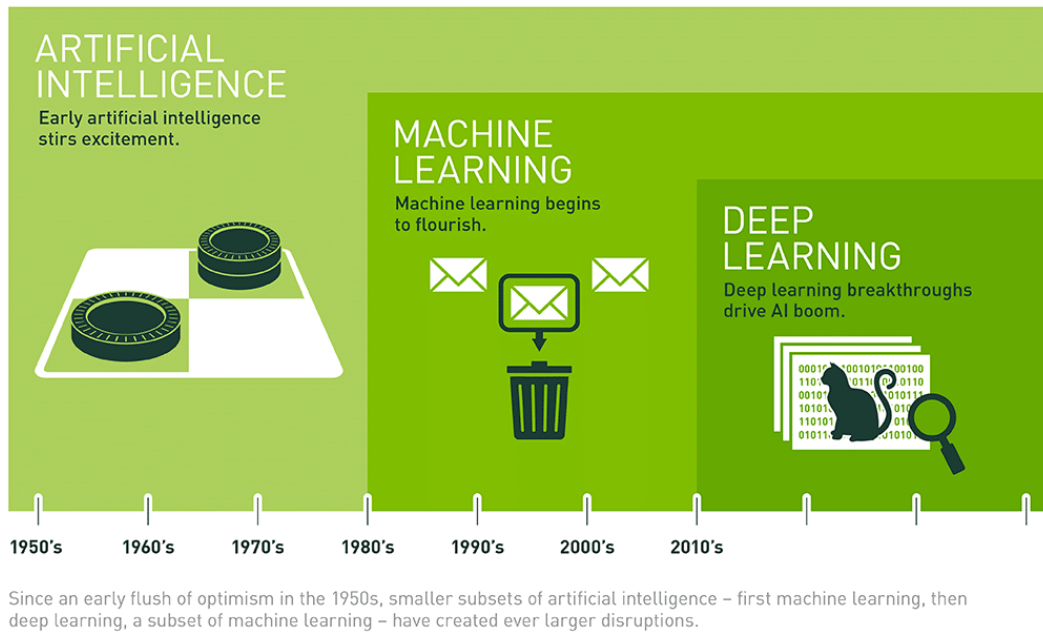 ARTIFICIAL
INTELLIGENCE
Early artificial intelligence
stirs excitement.
MACHINE
LEARNING
Machine learning begins
to flourish.
DEEP
LEARNING
Deep learning breakthroughs
drive AI boom.
1950's
1960's
1970's
1980's
1990's
2000's
2010's
Since an early flush of optimism in the 1950s, smaller subsets of artificial intelligence – first machine learning, then
deep learning, a subset of machine learning – have created ever larger disruptions.